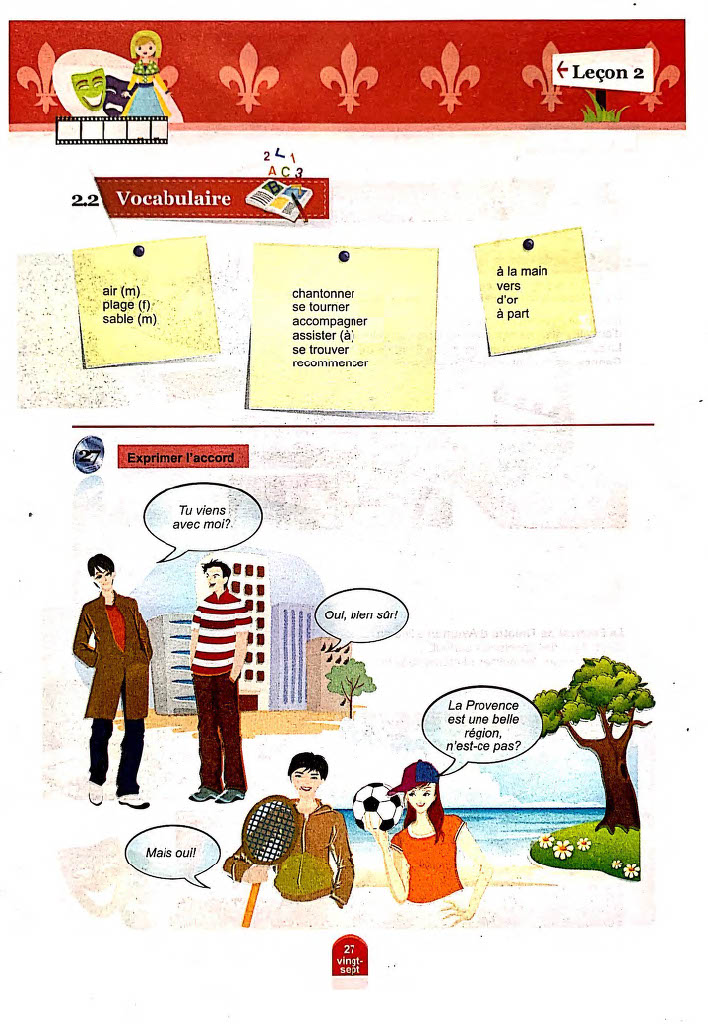 ←Leçon 2
2 L 1
A C 3
B
2.2 Vocabulaire
air (m)
plage (f)
sable (m)
chantonner
se tourner
accompagner
assister (à)
se trouver
recommencer
à la main
vers
d'or
à part
27 Exprimer l'accord
Tu viens
avec moi?
Oui, bien sûr!
La Provence
est une belle
région,
n'est-ce pas?
Mais oui!
27
vingt-
sept